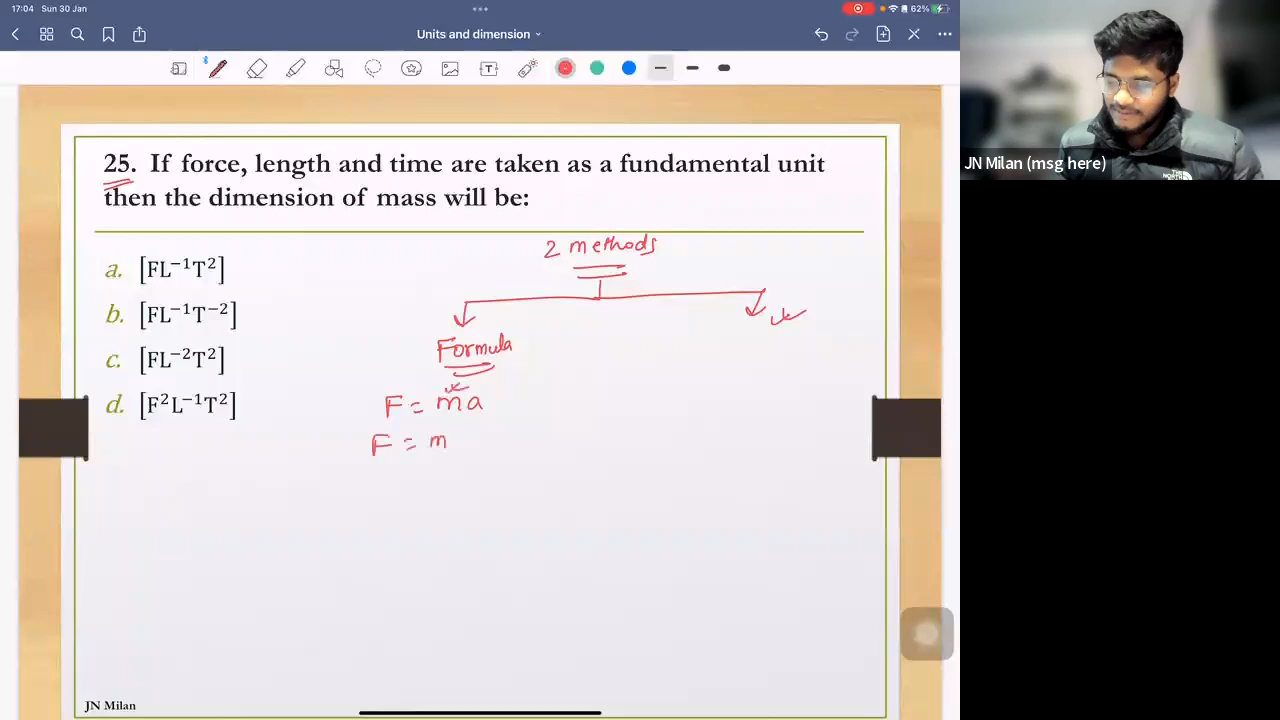 17:04 Sun 30 Jan
62%
Units and dimension
25. If force, length and time are taken as a fundamental unit
then the dimension of mass will be:
2 methods
a. [FL⁻¹T²]
b. [FL⁻¹T⁻²]
c. [FL⁻²T²]
d. [F²L⁻¹T²]
Formula
F = ma
F = m
JN Milan
JN Milan (msg here)
THE NORTH